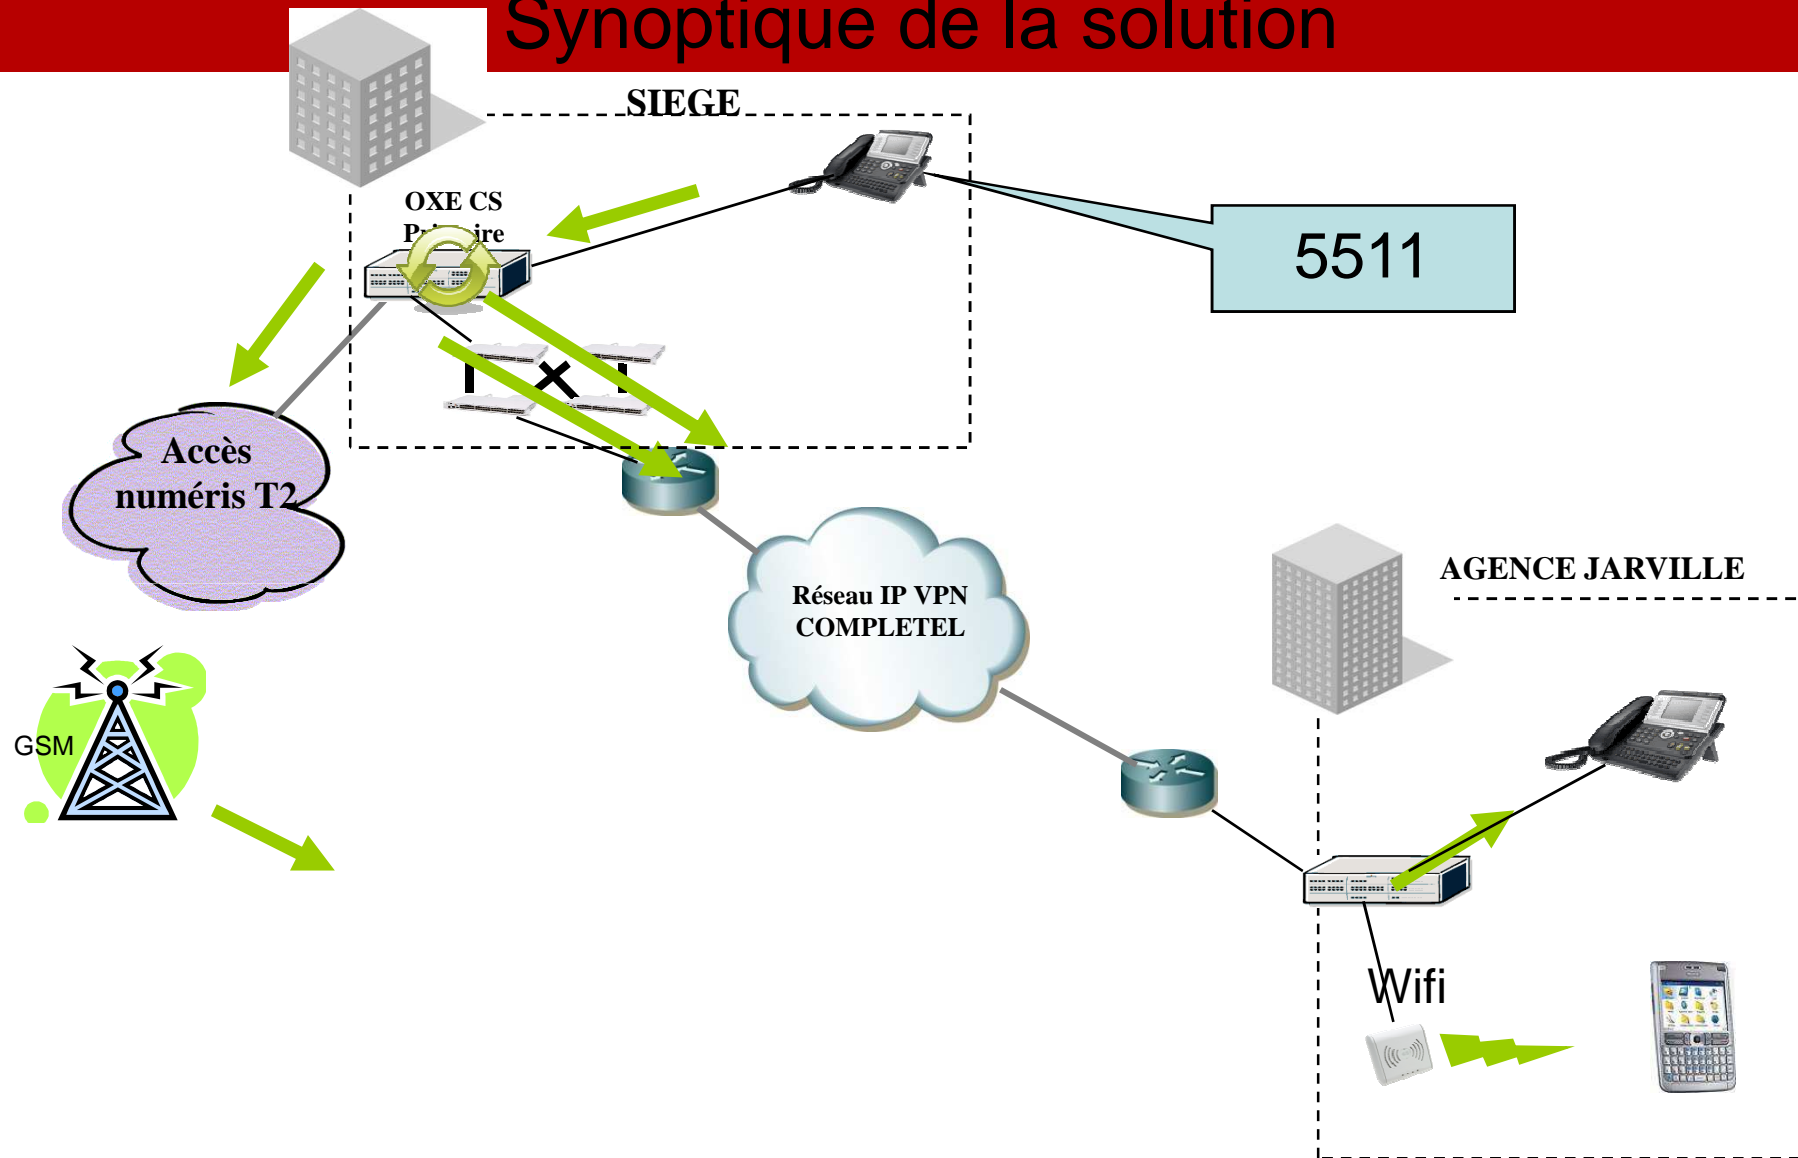 Synoptique de la solution
SIEGE
OXE CS
5511
Accès
numéris T2
Réseau IP VPN
COMPLETEL
AGENCE JARVILLE
GSM
Wifi